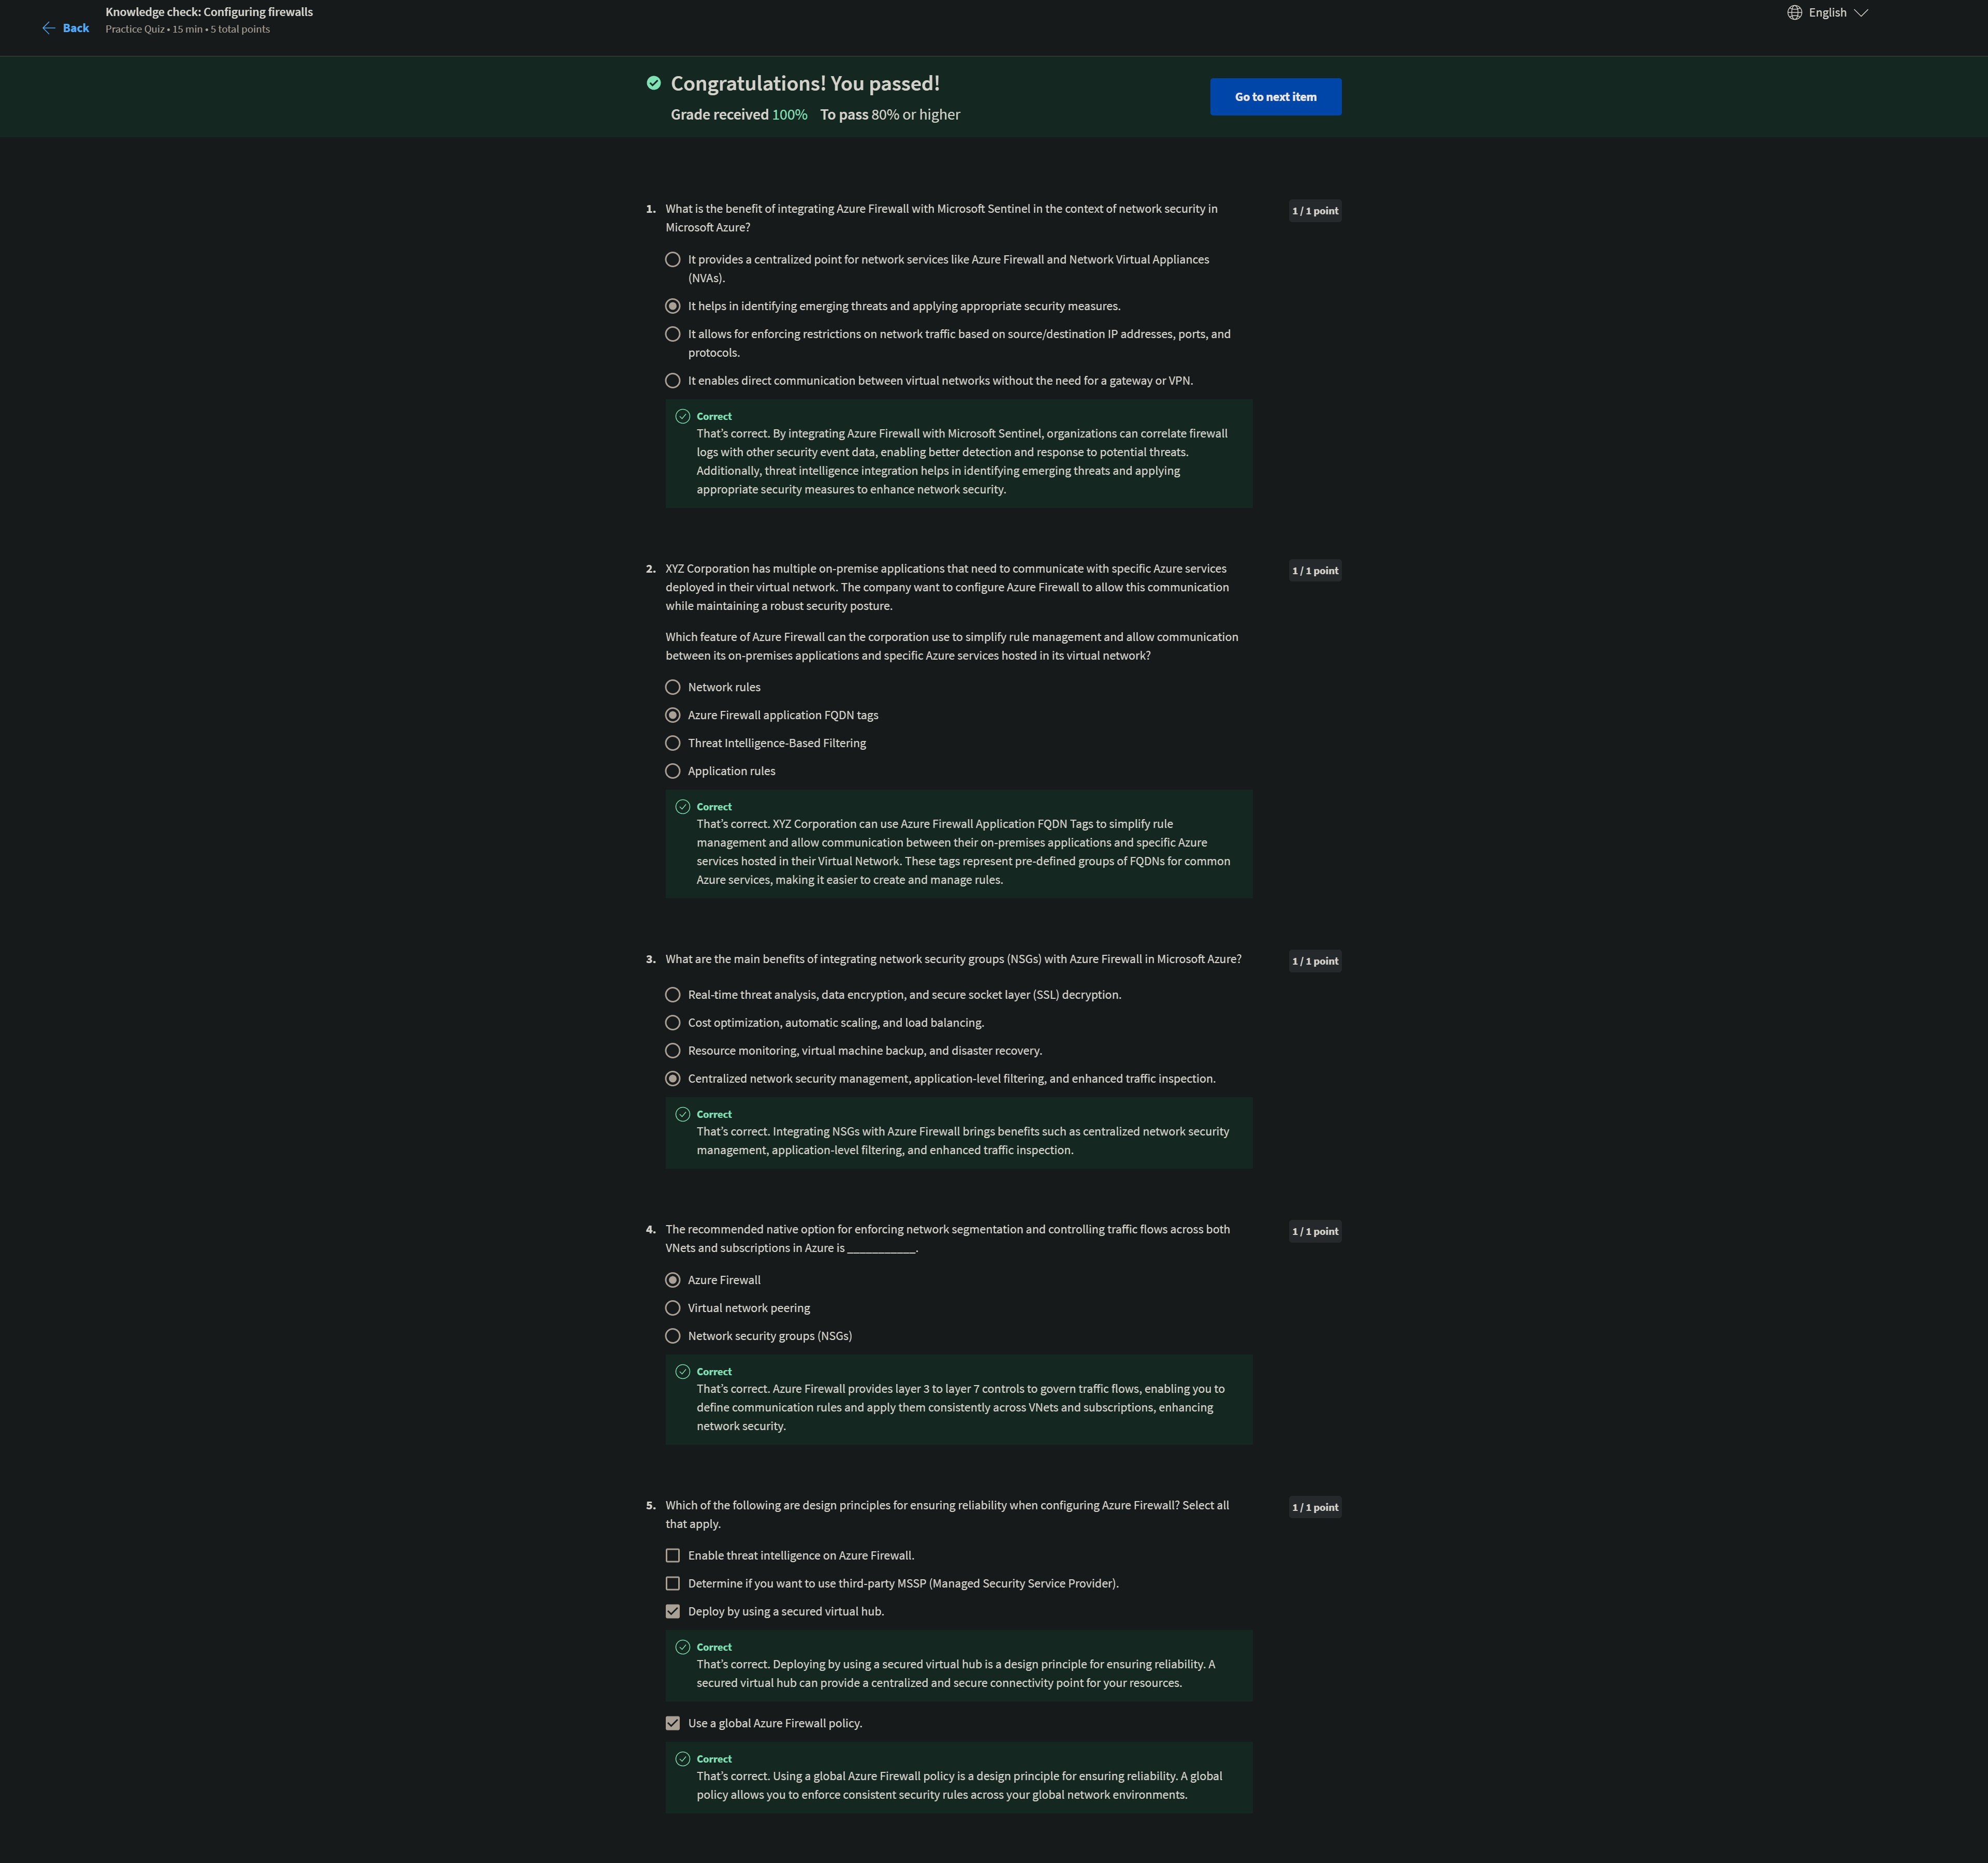 Back
Knowledge check: Configuring firewalls
Practice Quiz • 15 min • 5 total points
English
Congratulations! You passed!
Grade received 100% To pass 80% or higher
Go to next item
1. What is the benefit of integrating Azure Firewall with Microsoft Sentinel in the context of network security in
Microsoft Azure?
1 / 1 point
It provides a centralized point for network services like Azure Firewall and Network Virtual Appliances
(NVAs).
It helps in identifying emerging threats and applying appropriate security measures.
It allows for enforcing restrictions on network traffic based on source/destination IP addresses, ports, and
protocols.
It enables direct communication between virtual networks without the need for a gateway or VPN.
Correct
That’s correct. By integrating Azure Firewall with Microsoft Sentinel, organizations can correlate firewall
logs with other security event data, enabling better detection and response to potential threats.
Additionally, threat intelligence integration helps in identifying emerging threats and applying
appropriate security measures to enhance network security.
2. XYZ Corporation has multiple on-premise applications that need to communicate with specific Azure services
deployed in their virtual network. The company want to configure Azure Firewall to allow this communication
while maintaining a robust security posture.
1 / 1 point
Which feature of Azure Firewall can the corporation use to simplify rule management and allow communication
between its on-premises applications and specific Azure services hosted in its virtual network?
Network rules
Azure Firewall application FQDN tags
Threat Intelligence-Based Filtering
Application rules
Correct
That’s correct. XYZ Corporation can use Azure Firewall Application FQDN Tags to simplify rule
management and allow communication between their on-premises applications and specific Azure
services hosted in their Virtual Network. These tags represent pre-defined groups of FQDNs for common
Azure services, making it easier to create and manage rules.
3. What are the main benefits of integrating network security groups (NSGs) with Azure Firewall in Microsoft Azure?
1 / 1 point
Real-time threat analysis, data encryption, and secure socket layer (SSL) decryption.
Cost optimization, automatic scaling, and load balancing.
Resource monitoring, virtual machine backup, and disaster recovery.
Centralized network security management, application-level filtering, and enhanced traffic inspection.
Correct
That’s correct. Integrating NSGs with Azure Firewall brings benefits such as centralized network security
management, application-level filtering, and enhanced traffic inspection.
4. The recommended native option for enforcing network segmentation and controlling traffic flows across both
VNets and subscriptions in Azure is ___________.
1 / 1 point
Azure Firewall
Virtual network peering
Network security groups (NSGs)
Correct
That’s correct. Azure Firewall provides layer 3 to layer 7 controls to govern traffic flows, enabling you to
define communication rules and apply them consistently across VNets and subscriptions, enhancing
network security.
5. Which of the following are design principles for ensuring reliability when configuring Azure Firewall? Select all
that apply.
1 / 1 point
Enable threat intelligence on Azure Firewall.
Determine if you want to use third-party MSSP (Managed Security Service Provider).
Deploy by using a secured virtual hub.
Correct
That’s correct. Deploying by using a secured virtual hub is a design principle for ensuring reliability. A
secured virtual hub can provide a centralized and secure connectivity point for your resources.
Use a global Azure Firewall policy.
Correct
That’s correct. Using a global Azure Firewall policy is a design principle for ensuring reliability. A global
policy allows you to enforce consistent security rules across your global network environments.